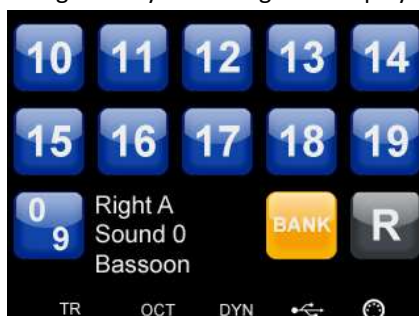 10 11 12 13 14
15 16 17 18 19
0 9
Right A
Sound 0
Bassoon
BANK
R
TR OCT DYN